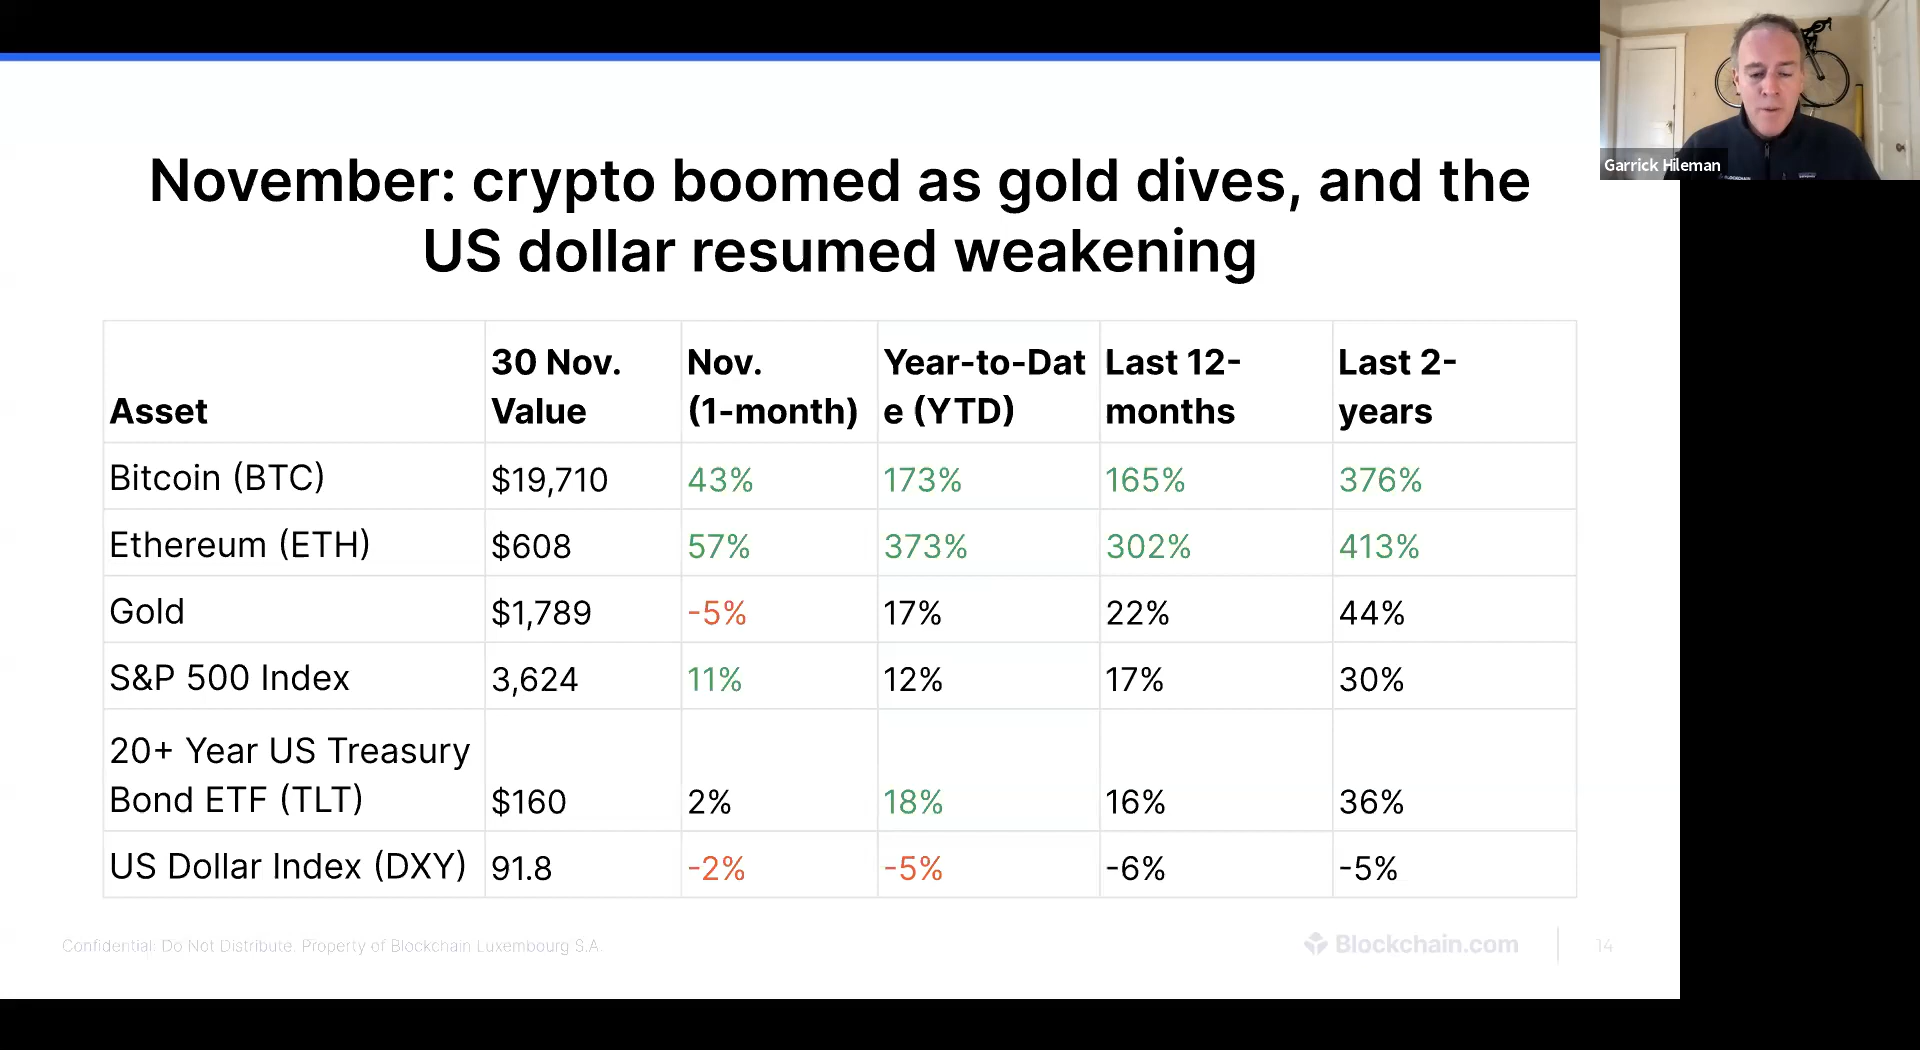 Garrick Hileman
November: crypto boomed as gold dives, and the
US dollar resumed weakening
Asset
30 Nov.
Value
Nov.
(1-month)
Year-to-Dat
e (YTD)
Last 12-
months
Last 2-
years
Bitcoin (BTC) $19,710 43% 173% 165% 376%
Ethereum (ETH) $608 57% 373% 302% 413%
Gold $1,789 -5% 17% 22% 44%
S&P 500 Index 3,624 11% 12% 17% 30%
20+ Year US Treasury
Bond ETF (TLT) $160 2% 18% 16% 36%
US Dollar Index (DXY) 91.8 -2% -5% -6% -5%
Confidential: Do Not Distribute. Property of Blockchain Luxembourg S.A.
Blockchain.com
14